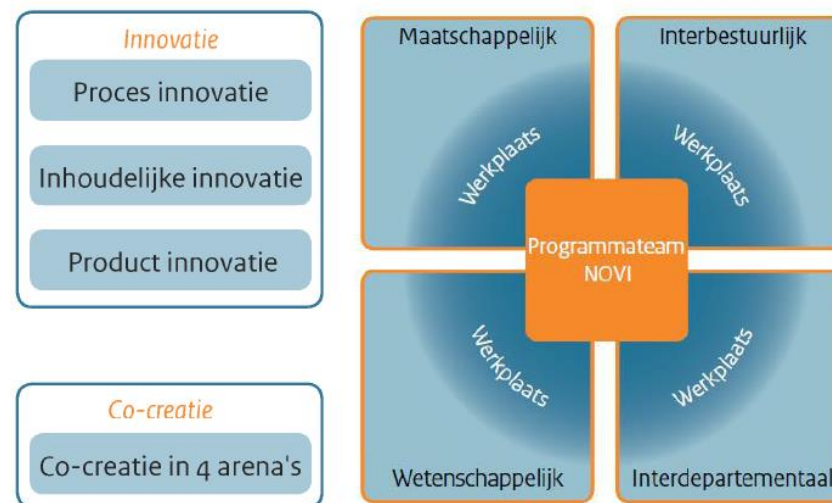 Innovatie
Proces innovatie
Inhoudelijke innovatie
Product innovatie
Co-creatie
Co-creatie in 4 arena's
Maatschappelijk
Interbestuurlijk
Werkplaats
Werkplaats
Programmateam
NOVI
Werkplaats
Werkplaats
Wetenschappelijk
Interdepartementaal